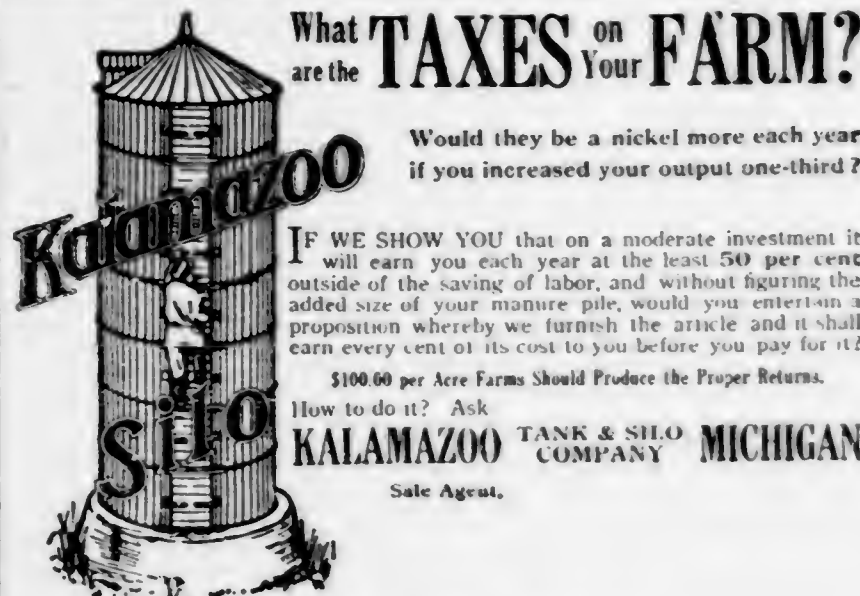 What are the TAXES on Your FARM?
Would they be a nickel more each year
if you increased your output one-third?
Kalamazoo
Silo
IF WE SHOW YOU that on a moderate investment it
will earn you each year at the least 50 per cent
outside of the saving of labor, and without figuring the
added size of your manure pile, would you entertain a
proposition whereby we furnish the article and it shall
earn every cent of its cost to you before you pay for it?
$100.00 per Acre Farms Should Produce the Proper Returns.
How to do it? Ask
KALAMAZOO TANK & SILO COMPANY MICHIGAN
Sale Agent.